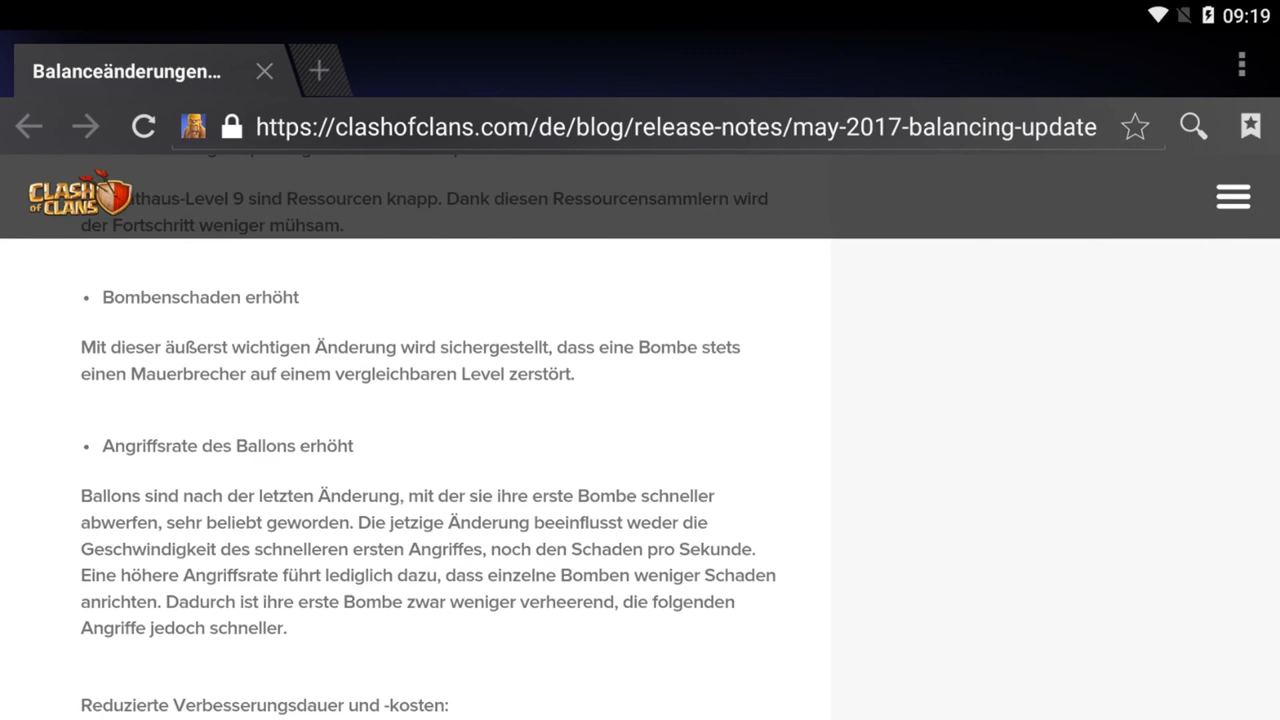 09:19
Balanceänderungen...
https://clashofclans.com/de/blog/release-notes/may-2017-balancing-update
CLASH OF CLANS
thaus-Level 9 sind Ressourcen knapp. Dank diesen Ressourcensammlern wird
der Fortschritt weniger mühsam.
• Bombenschaden erhöht
Mit dieser äußerst wichtigen Änderung wird sichergestellt, dass eine Bombe stets
einen Mauerbrecher auf einem vergleichbaren Level zerstört.
• Angriffsrate des Ballons erhöht
Ballons sind nach der letzten Änderung, mit der sie ihre erste Bombe schneller
abwerfen, sehr beliebt geworden. Die jetzige Änderung beeinflusst weder die
Geschwindigkeit des schnelleren ersten Angriffes, noch den Schaden pro Sekunde.
Eine höhere Angriffsrate führt lediglich dazu, dass einzelne Bomben weniger Schaden
anrichten. Dadurch ist ihre erste Bombe zwar weniger verheerend, die folgenden
Angriffe jedoch schneller.
Reduzierte Verbesserungsdauer und -kosten: